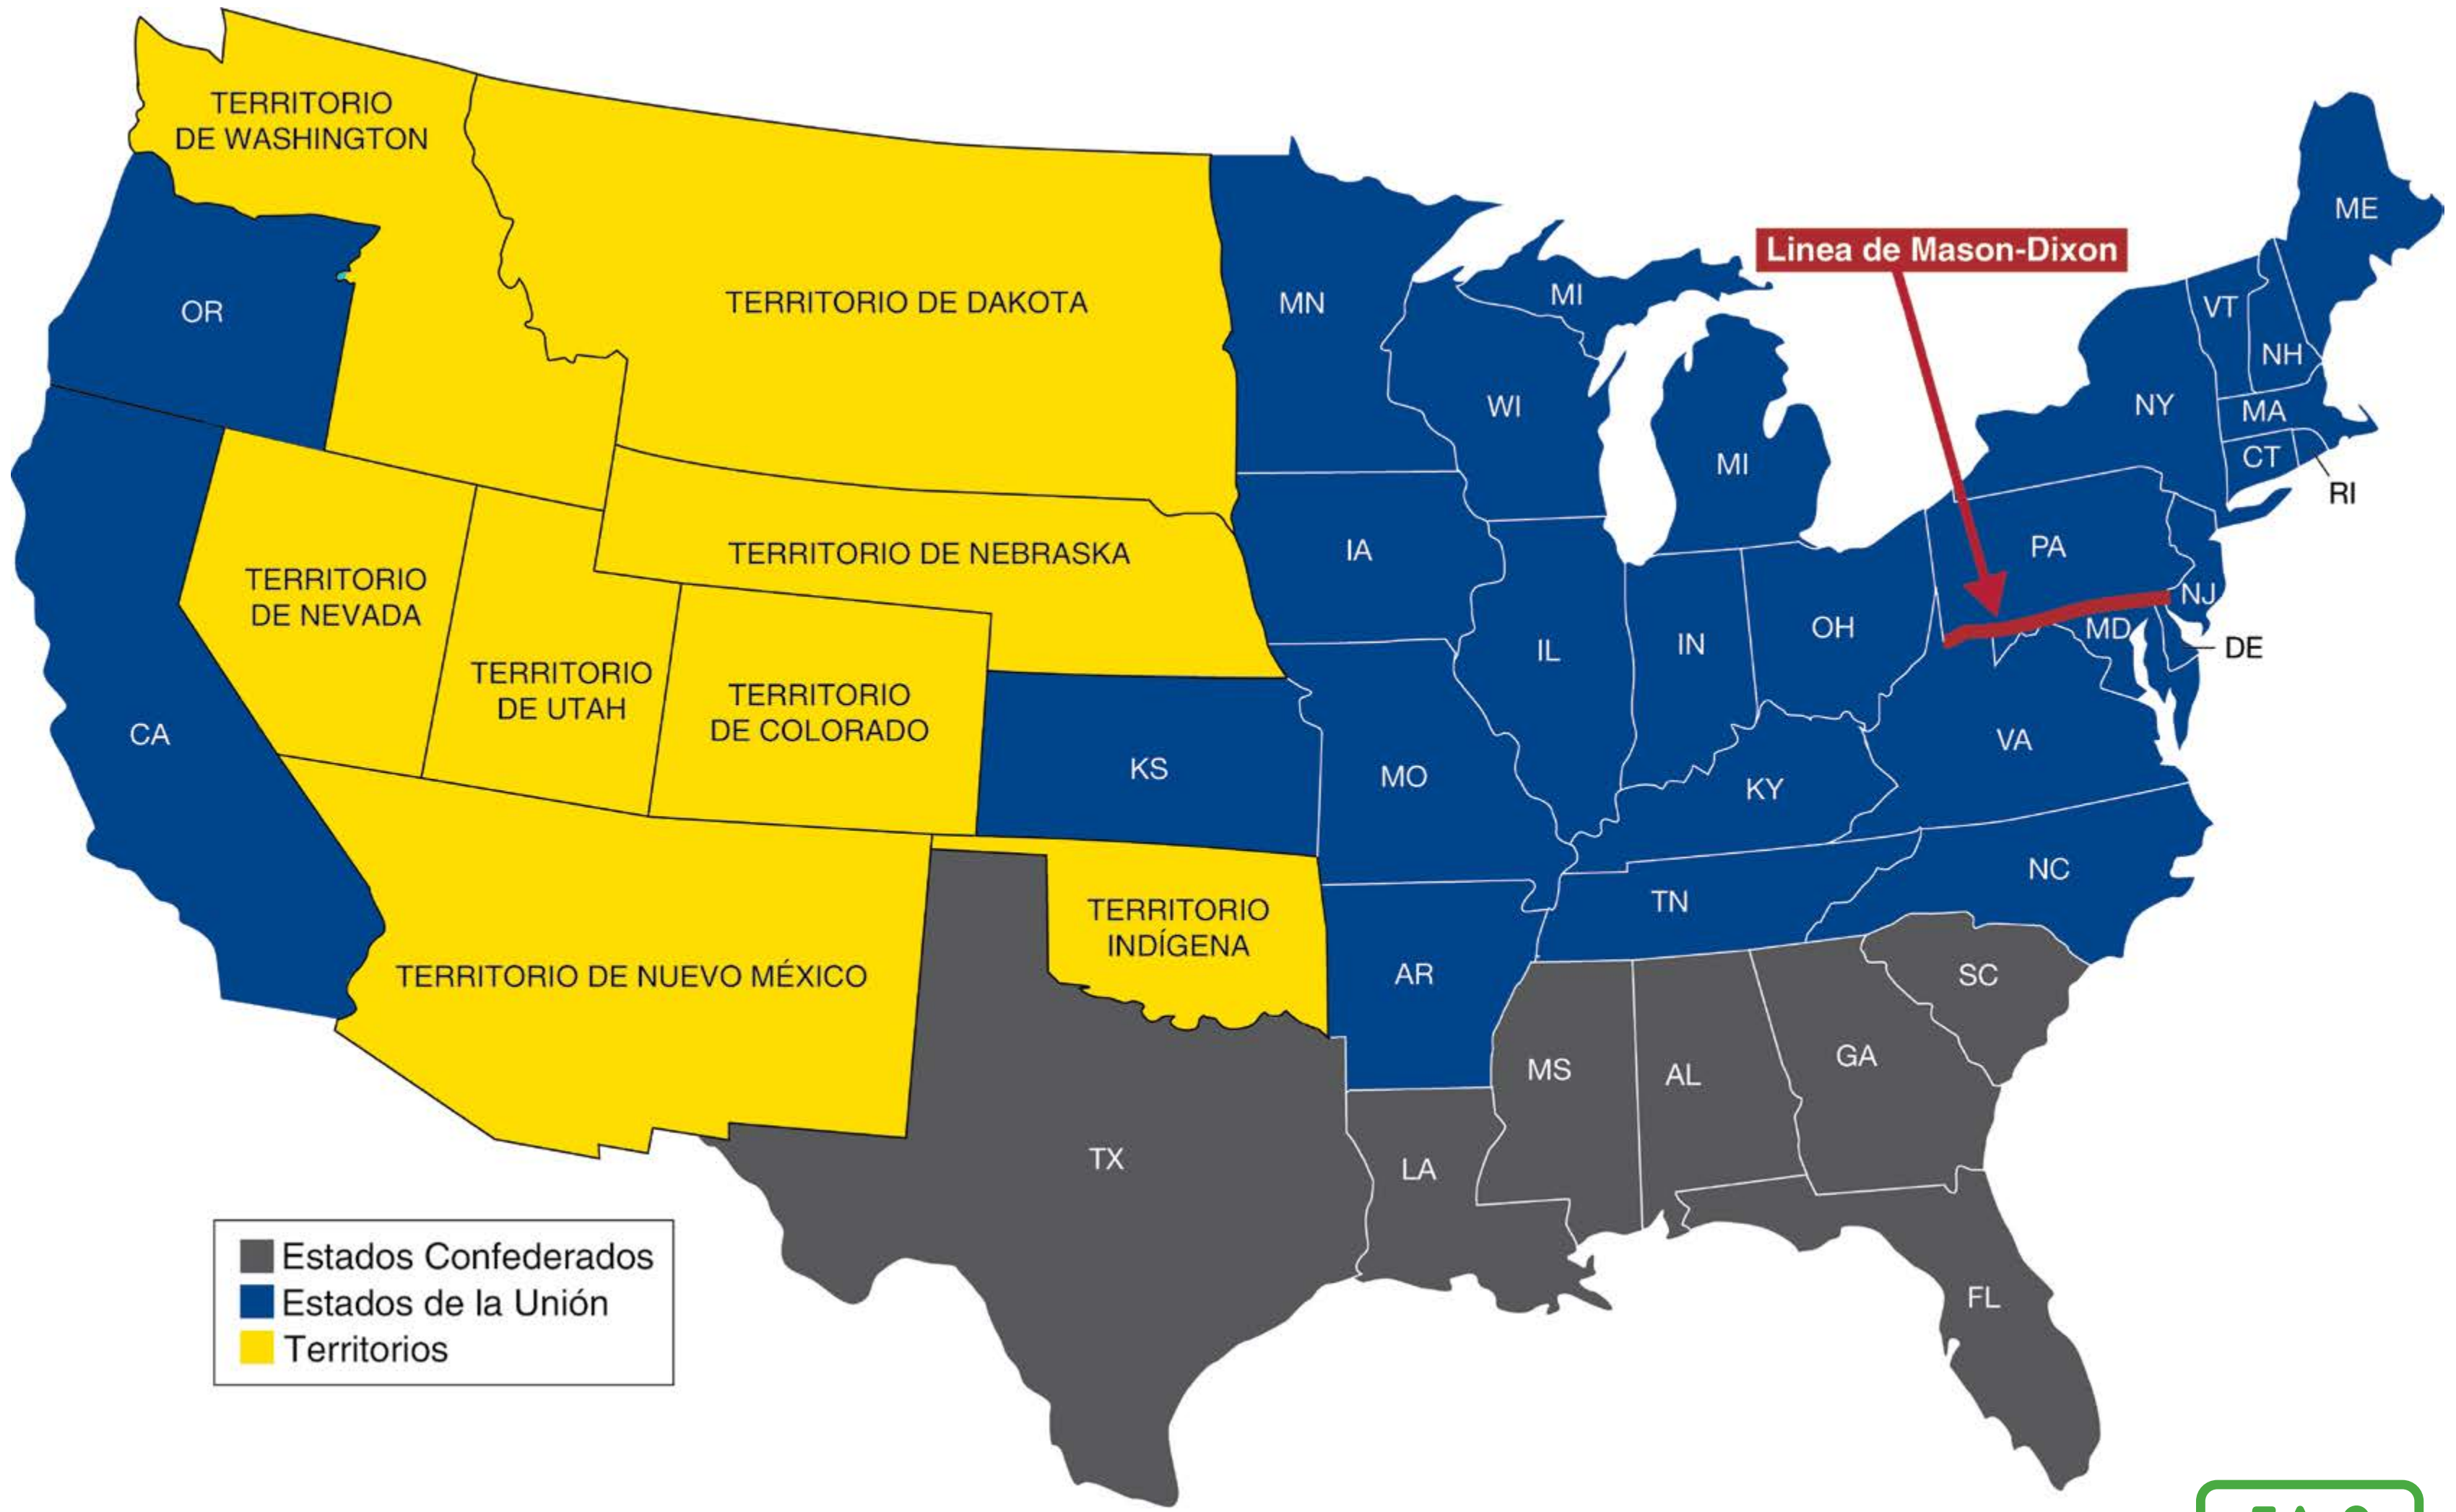 TERRITORIO
DE WASHINGTON
OR
TERRITORIO DE DAKOTA
MN
MI
Linea de Mason-Dixon
ME
VT
NH
WI
MI
NY
MA
CT
RI
CA
TERRITORIO
DE NEVADA
TERRITORIO
DE UTAH
TERRITORIO DE NEBRASKA
TERRITORIO
DE COLORADO
IA
IL
IN
OH
PA
NJ
MD
DE
KS
MO
KY
VA
TERRITORIO DE NUEVO MÉXICO
TERRITORIO
INDÍGENA
AR
TN
NC
SC
TX
LA
MS
AL
GA
FL
Estados Confederados
Estados de la Unión
Territorios